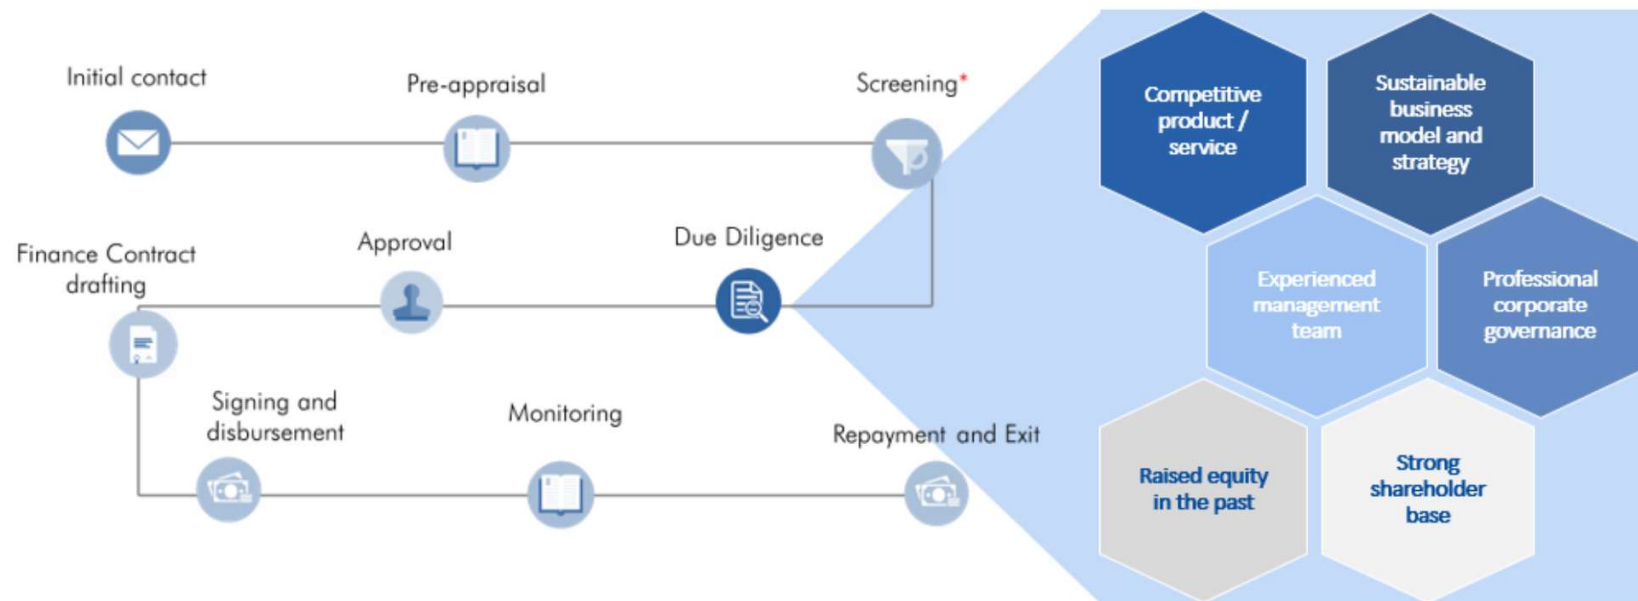 Initial contact
Pre-appraisal
Screening*
Finance Contract
drafting
Approval
Due Diligence
Signing and
disbursement
Monitoring
Repayment and Exit
Competitive
product /
service
Sustainable
business
model and
strategy
Experienced
management
team
Professional
corporate
governance
Raised equity
in the past
Strong
shareholder
base